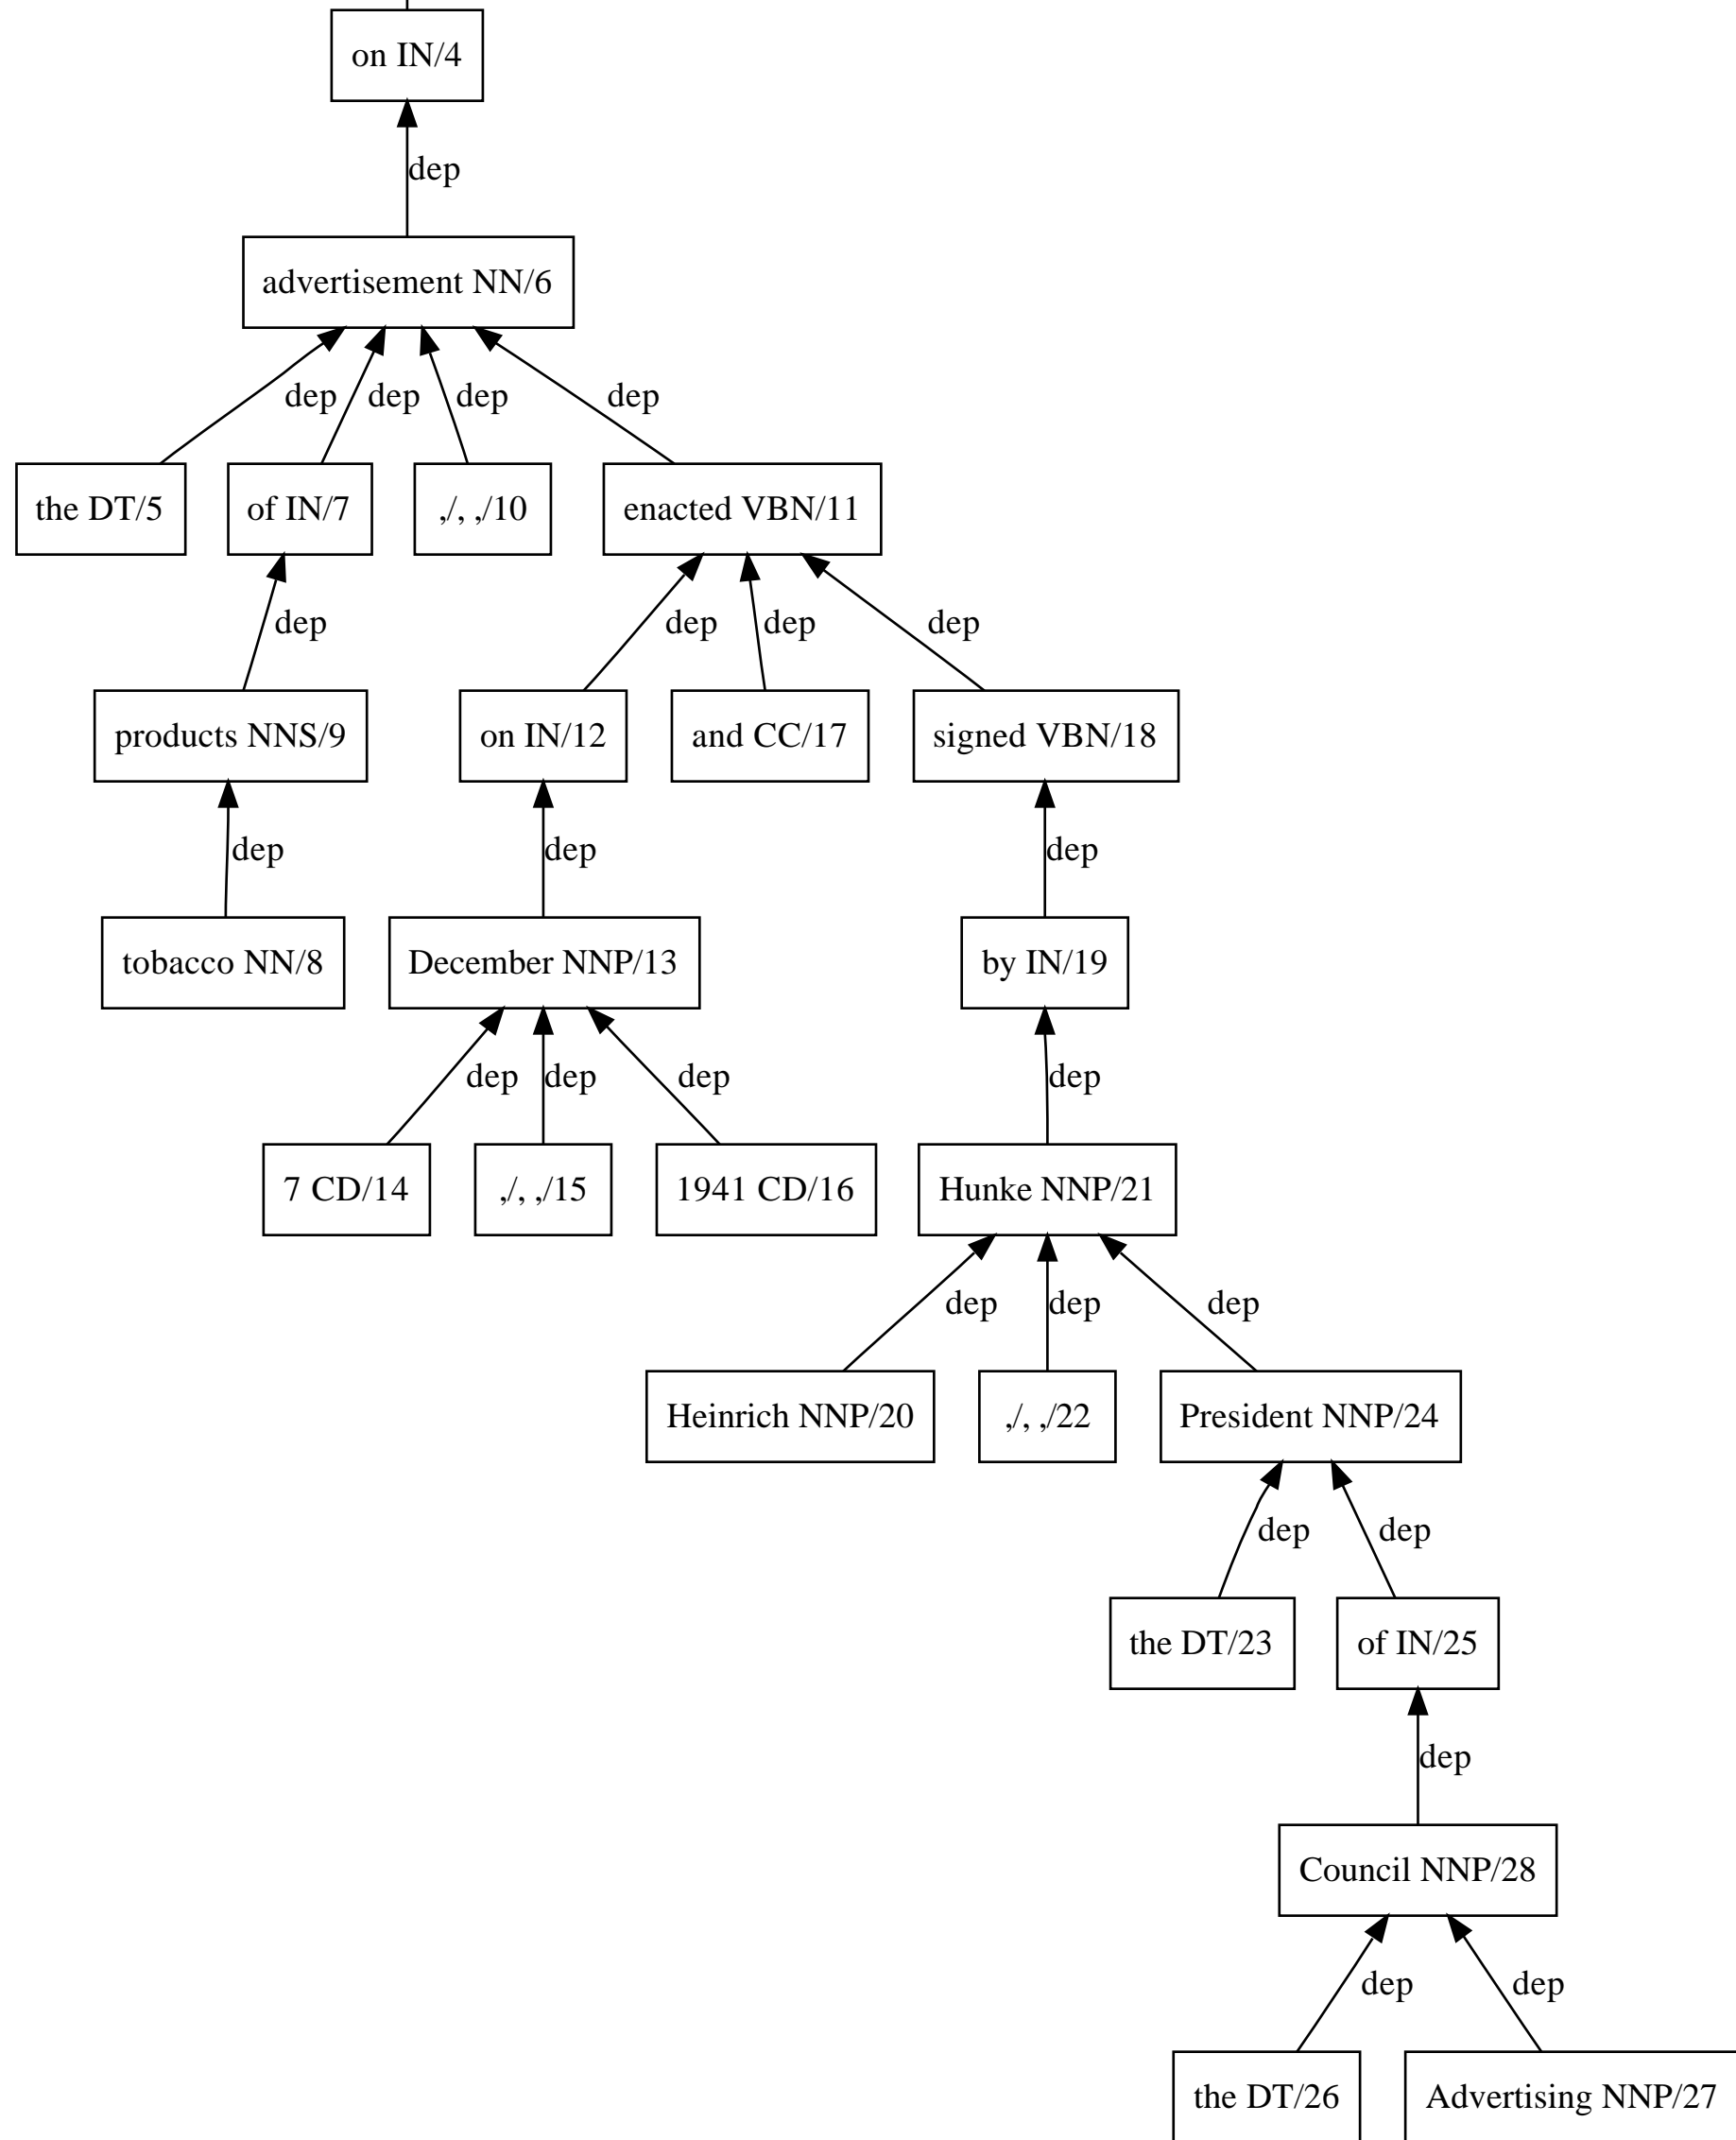 on IN/4
dep
advertisement NN/6
dep dep dep dep
the DT/5 of IN/7 ,/, ,/10 enacted VBN/11
dep dep dep dep
products NNS/9 on IN/12 and CC/17 signed VBN/18
dep dep dep
tobacco NN/8 December NNP/13 by IN/19
dep dep dep dep
7 CD/14 ,/, ,/15 1941 CD/16 Hunke NNP/21
dep dep dep
Heinrich NNP/20 ,/, ,/22 President NNP/24
dep dep
the DT/23 of IN/25
dep
Council NNP/28
dep dep
the DT/26 Advertising NNP/27